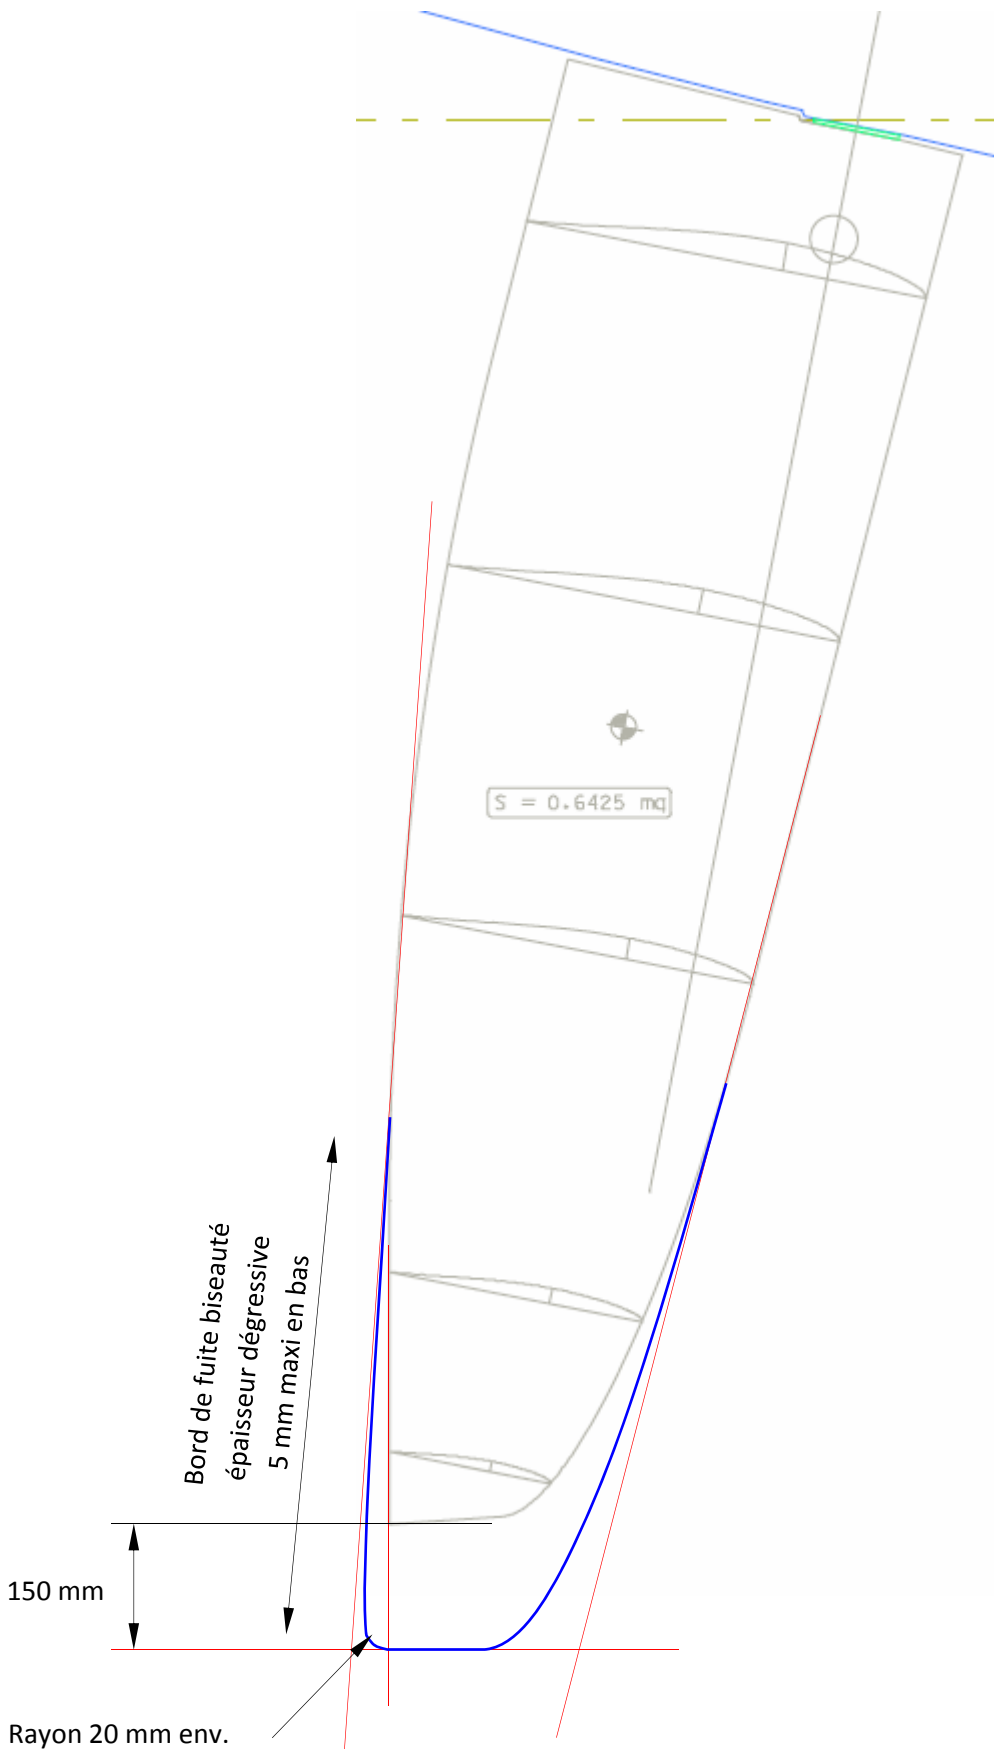 S = 0.6425 mq
Bord de fuite biseauté
épaisseur dégressive
5 mm maxi en bas
150 mm
Rayon 20 mm env.